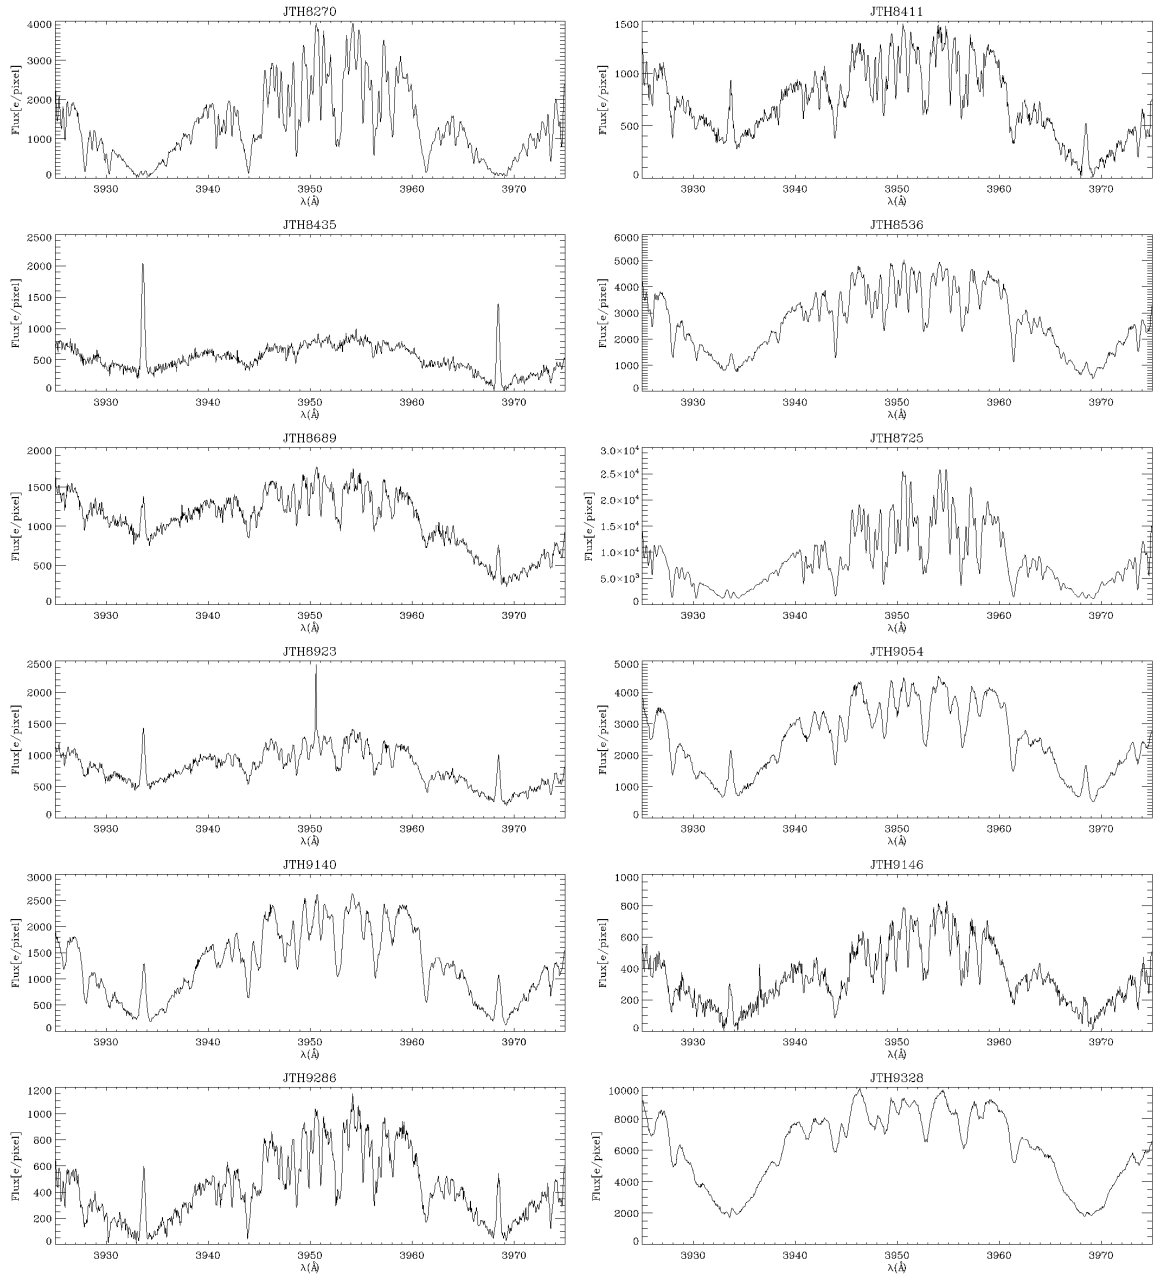 JTH8270
4000
3000
2000
1000
0
Flux[e/pixel]
3930 3940 3950 3960 3970
λ(Å)
JTH8411
1500
1000
500
0
Flux[e/pixel]
3930 3940 3950 3960 3970
λ(Å)
JTH8435
2500
2000
1500
1000
500
0
Flux[e/pixel]
3930 3940 3950 3960 3970
λ(Å)
JTH8536
6000
5000
4000
3000
2000
1000
0
Flux[e/pixel]
3930 3940 3950 3960 3970
λ(Å)
JTH8689
2000
1500
1000
500
0
Flux[e/pixel]
3930 3940 3950 3960 3970
λ(Å)
JTH8725
3.0×10⁴
2.5×10⁴
2.0×10⁴
1.5×10⁴
1.0×10⁴
5.0×10³
0
Flux[e/pixel]
3930 3940 3950 3960 3970
λ(Å)
JTH8923
2500
2000
1500
1000
500
0
Flux[e/pixel]
3930 3940 3950 3960 3970
λ(Å)
JTH9054
5000
4000
3000
2000
1000
0
Flux[e/pixel]
3930 3940 3950 3960 3970
λ(Å)
JTH9140
3000
2500
2000
1500
1000
500
0
Flux[e/pixel]
3930 3940 3950 3960 3970
λ(Å)
JTH9146
1000
800
600
400
200
0
Flux[e/pixel]
3930 3940 3950 3960 3970
λ(Å)
JTH9286
1200
1000
800
600
400
200
0
Flux[e/pixel]
3930 3940 3950 3960 3970
λ(Å)
JTH9328
10000
8000
6000
4000
2000
0
Flux[e/pixel]
3930 3940 3950 3960 3970
λ(Å)